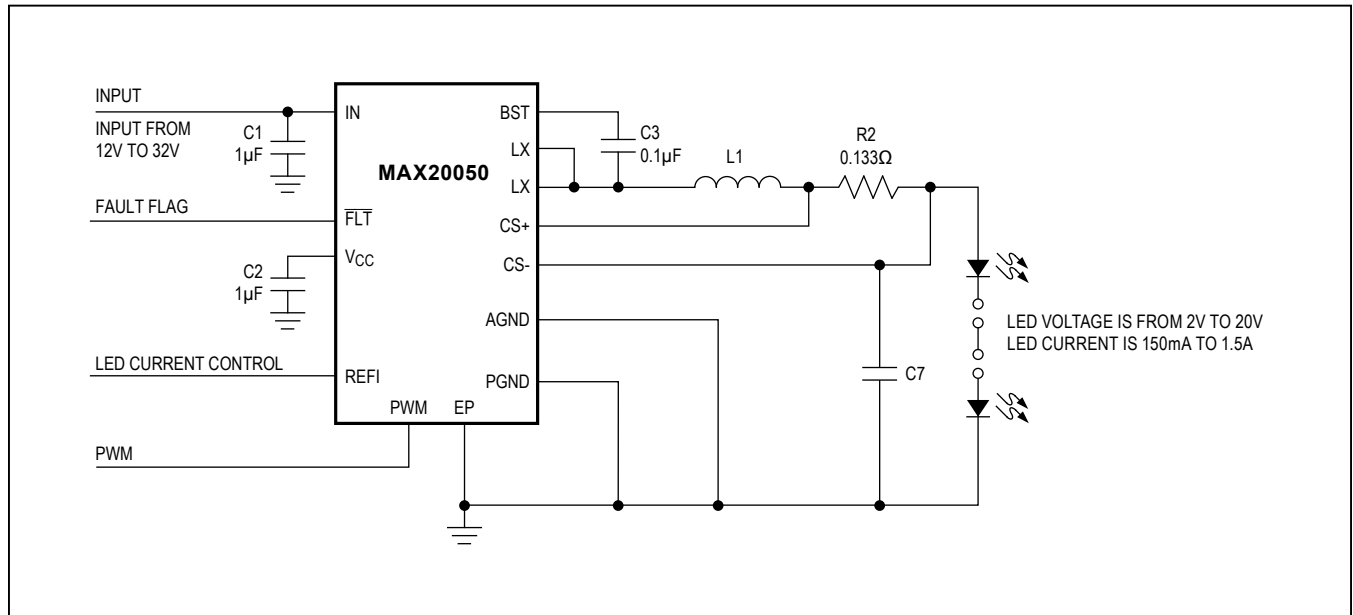 INPUT
INPUT FROM
12V TO 32V
C1
1µF
FAULT FLAG
C2
1µF
LED CURRENT CONTROL
PWM
IN
FLT
VCC
REFI
PWM
EP
MAX20050
BST
LX
LX
CS+
CS-
AGND
PGND
C3
0.1µF
L1
R2
0.133Ω
C7
LED VOLTAGE IS FROM 2V TO 20V
LED CURRENT IS 150mA TO 1.5A